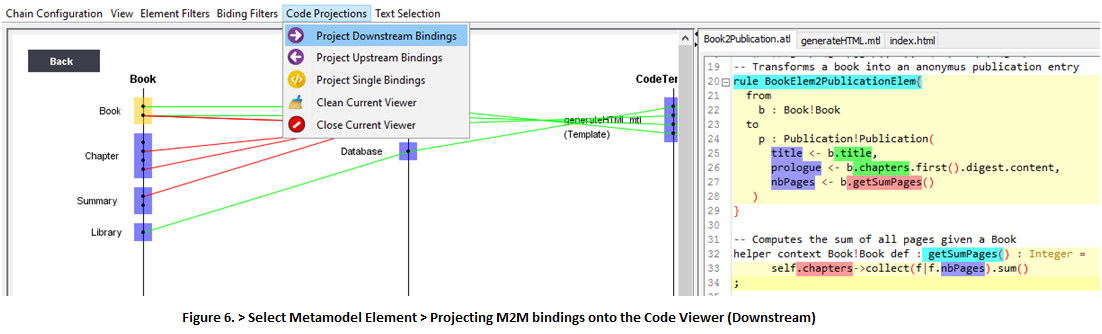 Chain Configuration View Element Filters Biding Filters Code Projections Text Selection
Project Downstream Bindings
Project Upstream Bindings
Project Single Bindings
Clean Current Viewer
Close Current Viewer
Back
Book
CodeTer
Book
generateHTML.mtl
(Template)
Chapter
Database
Summary
Library
Book2Publication.atl generateHTML.mtl index.html
19 -- Transforms a book into an anonymus publication entry
20 rule BookElem2PublicationElem{
21 from
22 b : Book!Book
23 to
24 p : Publication!Publication(
25 title <- b.title,
26 prologue <- b.chapters.first().digest.content,
27 nbPages <- b.getSumPages()
28 )
29 }
30
31 -- Computes the sum of all pages given a Book
32 helper context Book!Book def : getSumPages() : Integer =
33 self.chapters->collect(f|f.nbPages).sum()
34 ;
Figure 6. > Select Metamodel Element > Projecting M2M bindings onto the Code Viewer (Downstream)